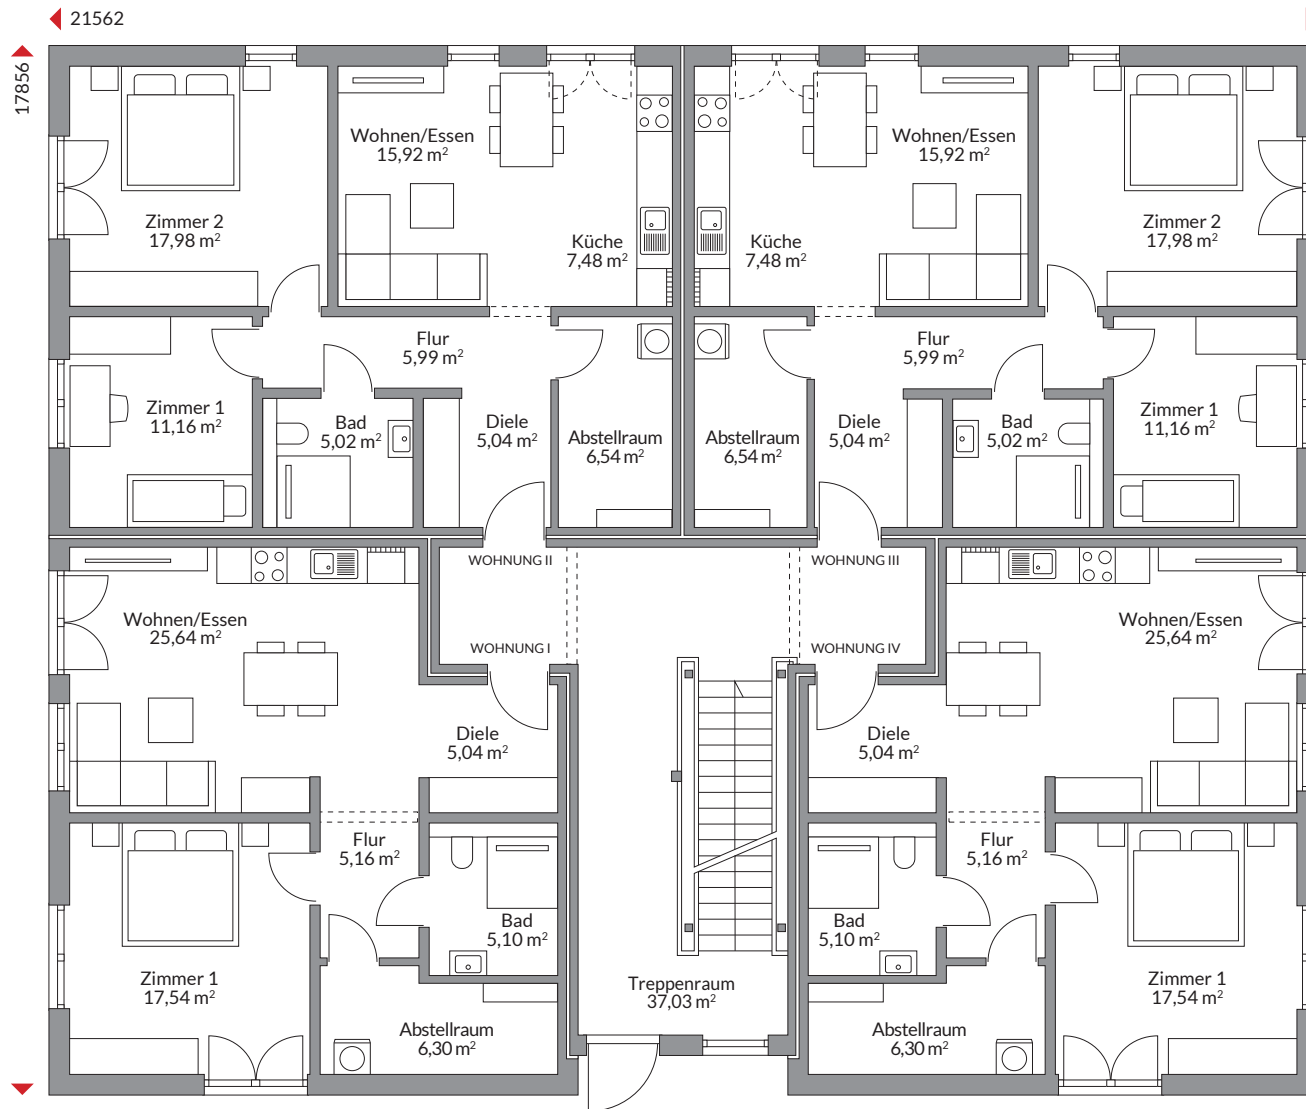 21562
17856
Wohnen/Essen
15,92 m²
Wohnen/Essen
15,92 m²
Zimmer 2
17,98 m²
Küche
7,48 m²
Küche
7,48 m²
Zimmer 2
17,98 m²
Flur
5,99 m²
Flur
5,99 m²
Zimmer 1
11,16 m²
Bad
5,02 m²
Diele
5,04 m²
Abstellraum
6,54 m²
Abstellraum
6,54 m²
Diele
5,04 m²
Bad
5,02 m²
Zimmer 1
11,16 m²
WOHNUNG II
WOHNUNG III
Wohnen/Essen
25,64 m²
WOHNUNG I
WOHNUNG IV
Wohnen/Essen
25,64 m²
Diele
5,04 m²
Diele
5,04 m²
Flur
5,16 m²
Flur
5,16 m²
Bad
5,10 m²
Bad
5,10 m²
Zimmer 1
17,54 m²
Treppenraum
37,03 m²
Zimmer 1
17,54 m²
Abstellraum
6,30 m²
Abstellraum
6,30 m²